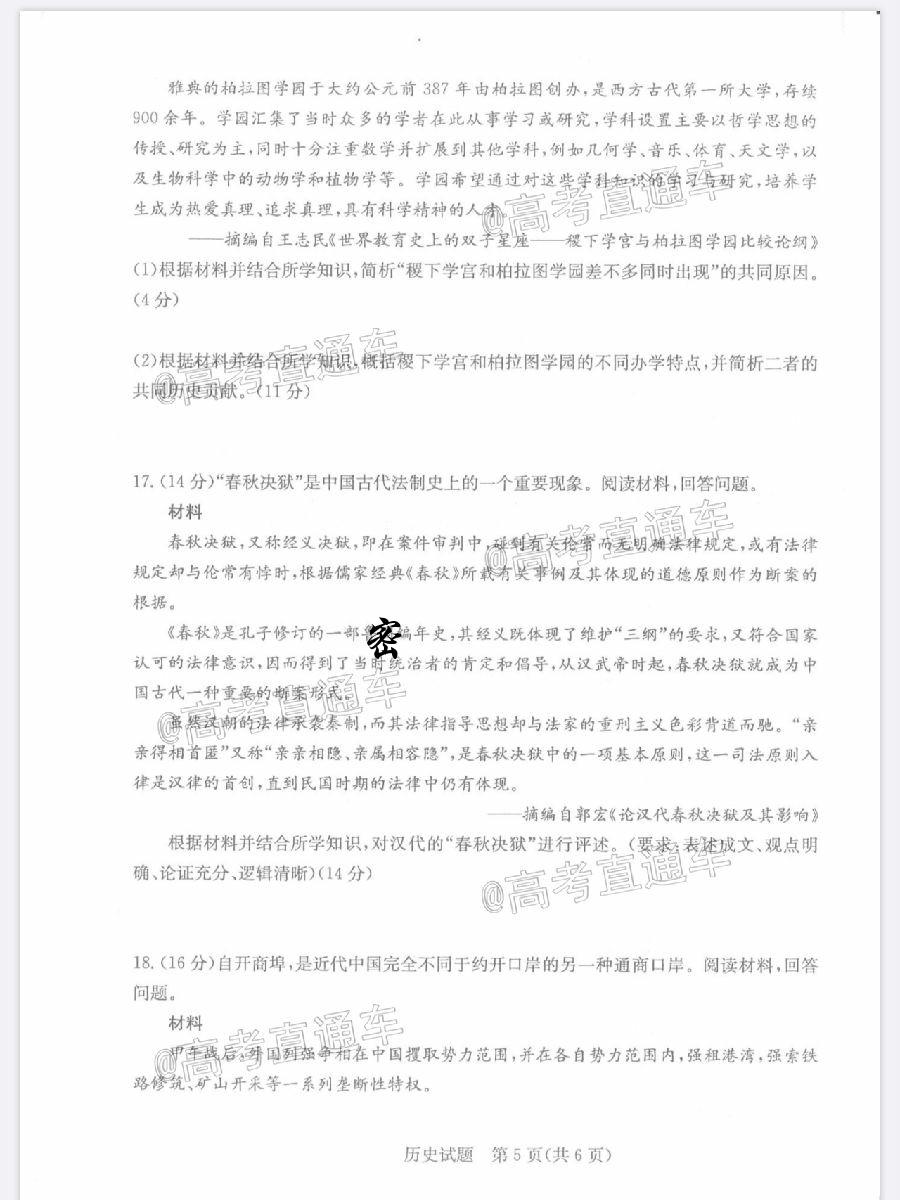 雅典的柏拉图学园于大约公元前 387 年由柏拉图创办,是西方古代第一所大学,存续
900 余年。学园汇集了当时众多的学者在此从事学习或研究,学科设置主要以哲学思想的
传授、研究为主,同时十分注重数学并扩展到其他学科,例如几何学、音乐、体育、天文学,以
及生物科学中的动物学和植物学等。学园希望通过对这些学科知识的学习与研究,培养学
生成为热爱真理、追求真理,具有科学精神的人才。
@高考直通车
——摘编自王志民《世界教育史上的双子星座——稷下学宫与柏拉图学园比较论纲》
(1)根据材料并结合所学知识,简析“稷下学宫和柏拉图学园差不多同时出现”的共同原因。
(4 分)
(2)根据材料并结合所学知识,概括稷下学宫和柏拉图学园的不同办学特点,并简析二者的
共同历史贡献。(11 分)
@高考直通车
17.(14 分)“春秋决狱”是中国古代法制史上的一个重要现象。阅读材料,回答问题。
材料
春秋决狱,又称经义决狱,即在案件审判中,碰到有关伦常而无明确法律规定,或有法律
规定却与伦常有悖时,根据儒家经典《春秋》所载有关事例及其体现的道德原则作为断案的
根据。
@高考直通车
《春秋》是孔子修订的一部 编年史,其经义既体现了维护“三纲”的要求,又符合国家
密
认可的法律意识,因而得到了当时统治者的肯定和倡导,从汉武帝时起,春秋决狱就成为中
国古代一种重要的断案形式。
@高考直通车
虽然汉朝的法律承袭秦制,而其法律指导思想却与法家的重刑主义色彩背道而驰。“亲
亲得相首匿”又称“亲亲相隐、亲属相容隐”,是春秋决狱中的一项基本原则,这一司法原则入
律是汉律的首创,直到民国时期的法律中仍有体现。
——摘编自郭宏《论汉代春秋决狱及其影响》
根据材料并结合所学知识,对汉代的“春秋决狱”进行评述。(要求:表述成文、观点明
确、论证充分、逻辑清晰)(14 分)
@高考直通车
18.(16 分)自开商埠,是近代中国完全不同于约开口岸的另一种通商口岸。阅读材料,回答
问题。
材料
@高考直通车
甲午战后,外国列强争相在中国攫取势力范围,并在各自势力范围内,强租港湾,强索铁
路修筑、矿山开采等一系列垄断性特权。
历史试题 第 5 页(共 6 页)